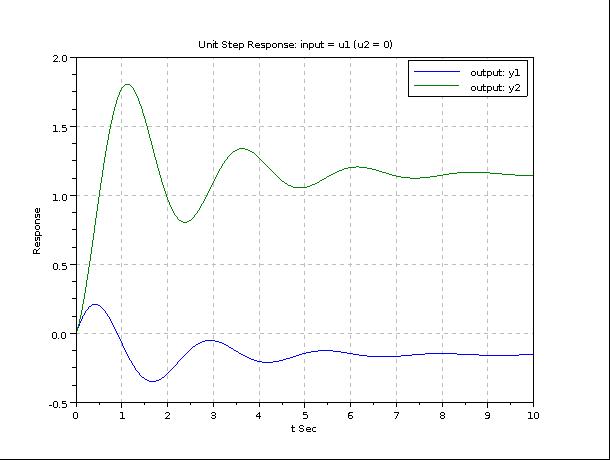 Unit Step Response: input = u1 (u2 = 0)
output: y1
output: y2
2.0
1.5
1.0
0.5
0.0
-0.5
Response
0 1 2 3 4 5 6 7 8 9 10
t Sec